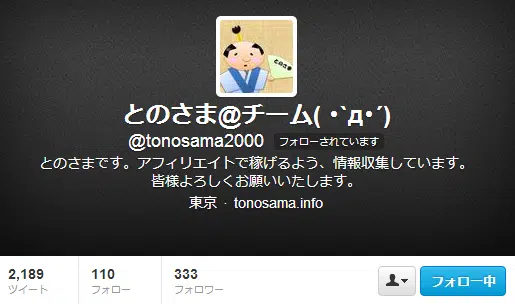 とのさま
とのさま@チーム( ・`д・´)
@tonosama2000 フォローされています
とのさまです。アフィリエイトで稼げるよう、情報収集しています。
皆様よろしくお願いいたします。
東京 · tonosama.info
2,189 110 333
ツイート フォロー フォロワー
フォロー中